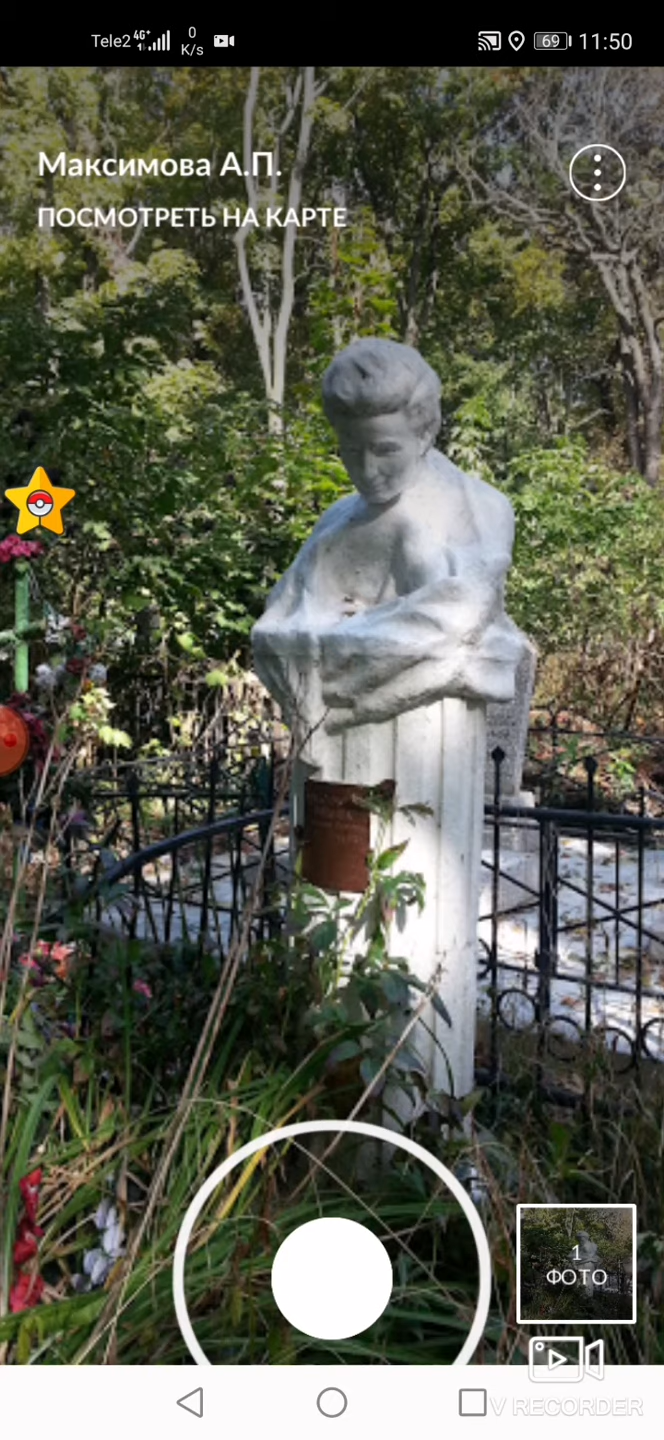 Tele2 4G+ 0 K/s 69 11:50
Максимова А.П.
ПОСМОТРЕТЬ НА КАРТЕ
1
ФОТО
V RECORDER